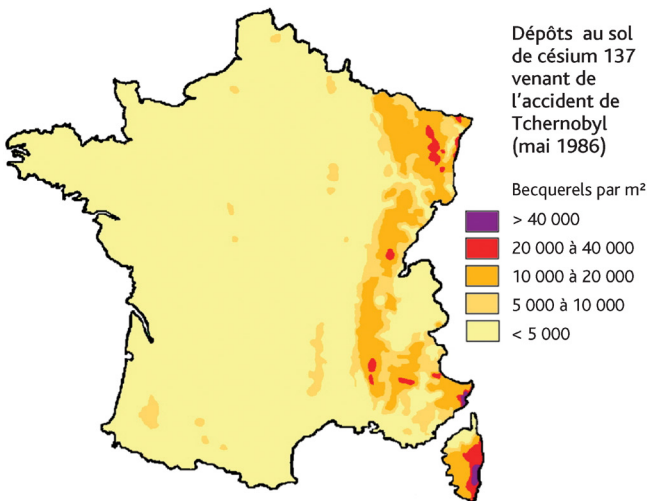 Dépôts au sol
de césium 137
venant de
l'accident de
Tchernobyl
(mai 1986)
Becquerels par m²
> 40 000
20 000 à 40 000
10 000 à 20 000
5 000 à 10 000
< 5 000